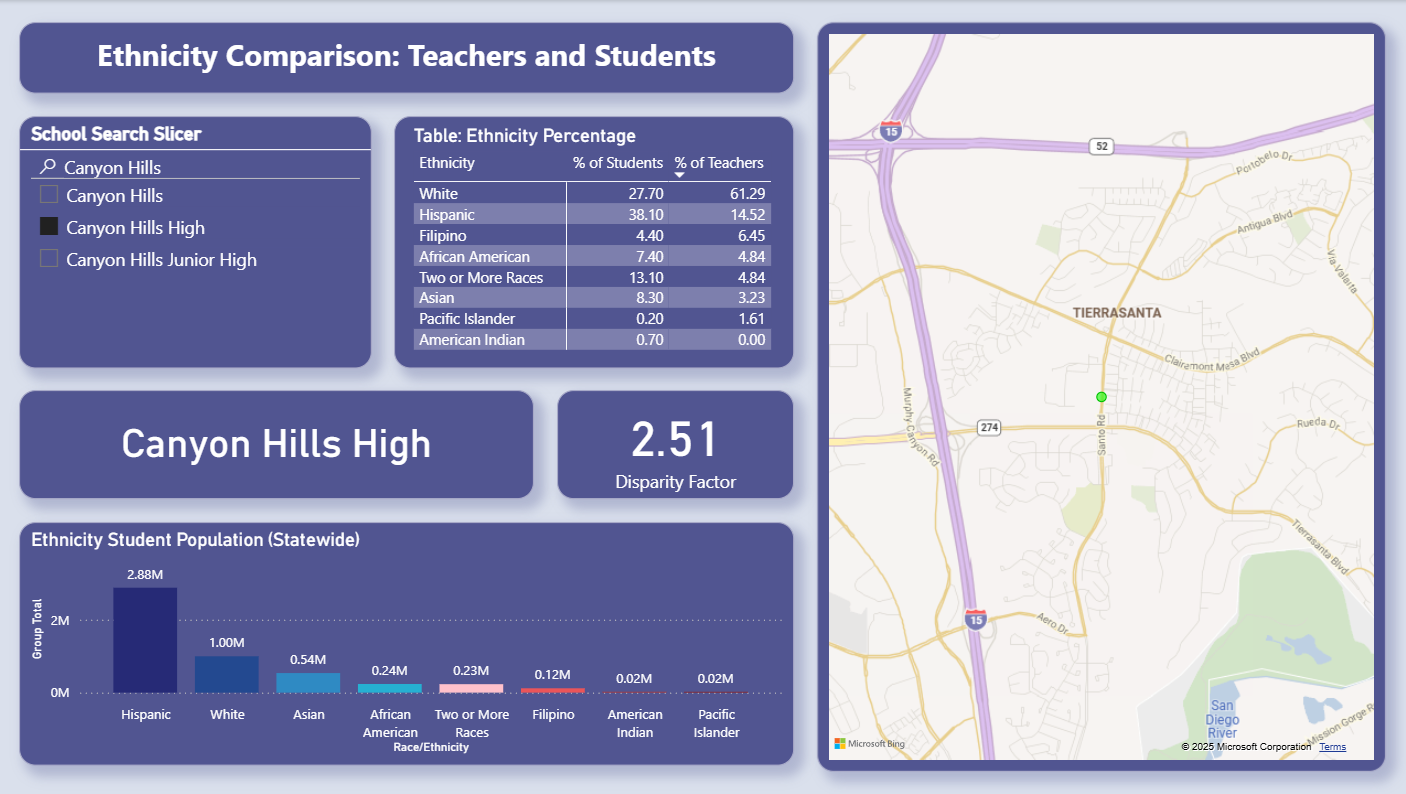 Ethnicity Comparison: Teachers and Students
School Search Slicer
Canyon Hills
Canyon Hills
Canyon Hills High
Canyon Hills Junior High
Table: Ethnicity Percentage
Ethnicity % of Students % of Teachers
White 27.70 61.29
Hispanic 38.10 14.52
Filipino 4.40 6.45
African American 7.40 4.84
Two or More Races 13.10 4.84
Asian 8.30 3.23
Pacific Islander 0.20 1.61
American Indian 0.70 0.00
Canyon Hills High
2.51
Disparity Factor
Ethnicity Student Population (Statewide)
Group Total
2M
0M
2.88M
1.00M
0.54M
0.24M
0.23M
0.12M
0.02M
0.02M
Hispanic
White
Asian
African
American
Two or More
Races
Filipino
American
Indian
Pacific
Islander
Race/Ethnicity
15
52
Portobelo Dr
Antigua Blvd
Via Valarta
TIERRASANTA
Clairemont Mesa Blvd
Murphy Canyon Rd
274
Santo Rd
Rueda Dr
Tierrasanta Blvd
15
Aero Dr
San
Diego
River
Mission Gorge R
Microsoft Bing
© 2025 Microsoft Corporation Terms